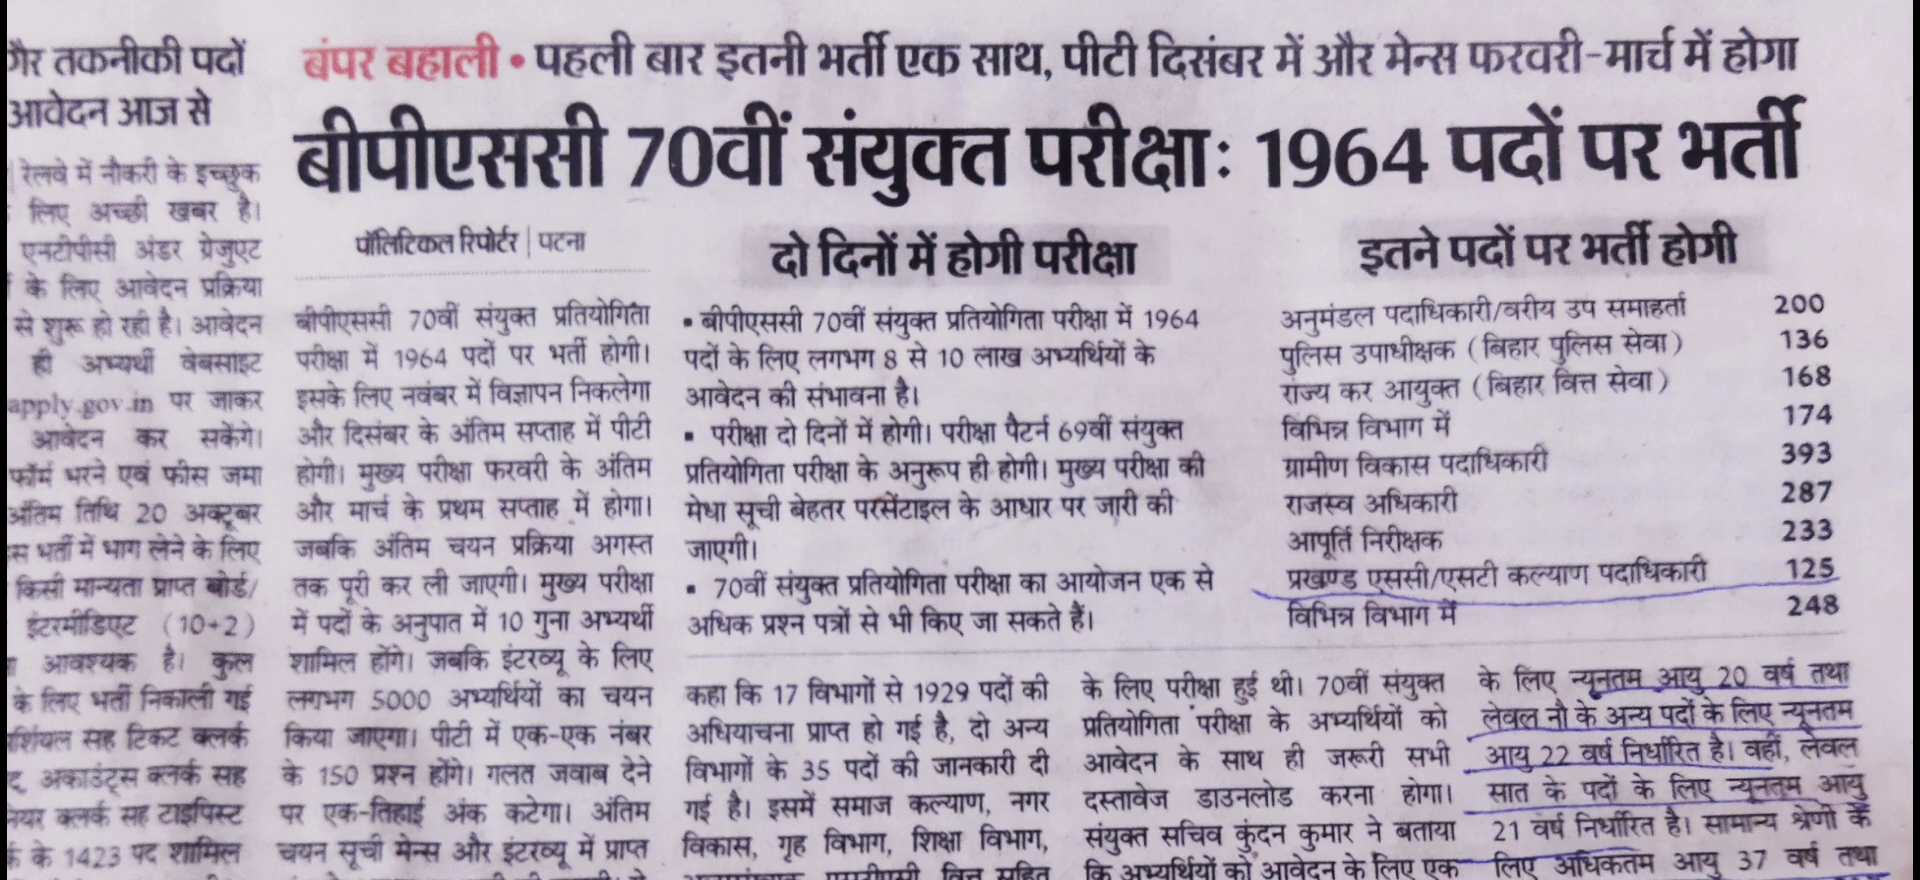 गैर तकनीकी पदों
आवेदन आज से
रेलवे में नौकरी के इच्छुक
लिए अच्छी खबर है।
एनटीपीसी अंडर ग्रेजुएट
के लिए आवेदन प्रक्रिया
से शुरू हो रही है। आवेदन
ही अभ्यर्थी वेबसाइट
apply.gov.in पर जाकर
आवेदन कर सकेंगे।
फॉर्म भरने एवं फीस जमा
अंतिम तिथि 20 अक्टूबर
भर्ती में भाग लेने के लिए
किसी मान्यता प्राप्त बोर्ड/
इंटरमीडिएट (10+2)
आवश्यक है। कुल
के लिए भर्ती निकाली गई
सह टिकट क्लर्क
अकाउंट्स क्लर्क सह
क्लर्क सह टाइपिस्ट
के 1423 पद शामिल
बंपर बहाली • पहली बार इतनी भर्ती एक साथ, पीटी दिसंबर में और मेन्स फरवरी-मार्च में होगा
बीपीएससी 70वीं संयुक्त परीक्षा: 1964 पदों पर भर्ती
पॉलिटिकल रिपोर्टर | पटना
बीपीएससी 70वीं संयुक्त प्रतियोगिता
परीक्षा में 1964 पदों पर भर्ती होगी।
इसके लिए नवंबर में विज्ञापन निकलेगा
और दिसंबर के अंतिम सप्ताह में पीटी
होगी। मुख्य परीक्षा फरवरी के अंतिम
और मार्च के प्रथम सप्ताह में होगा।
जबकि अंतिम चयन प्रक्रिया अगस्त
तक पूरी कर ली जाएगी। मुख्य परीक्षा
में पदों के अनुपात में 10 गुना अभ्यर्थी
शामिल होंगे। जबकि इंटरव्यू के लिए
लगभग 5000 अभ्यर्थियों का चयन
किया जाएगा। पीटी में एक-एक नंबर
के 150 प्रश्न होंगे। गलत जवाब देने
पर एक-तिहाई अंक कटेगा। अंतिम
चयन सूची मेन्स और इंटरव्यू में प्राप्त
दो दिनों में होगी परीक्षा
▪ बीपीएससी 70वीं संयुक्त प्रतियोगिता परीक्षा में 1964
पदों के लिए लगभग 8 से 10 लाख अभ्यर्थियों के
आवेदन की संभावना है।
▪ परीक्षा दो दिनों में होगी। परीक्षा पैटर्न 69वीं संयुक्त
प्रतियोगिता परीक्षा के अनुरूप ही होगी। मुख्य परीक्षा की
मेधा सूची बेहतर परसेंटाइल के आधार पर जारी की
जाएगी।
▪ 70वीं संयुक्त प्रतियोगिता परीक्षा का आयोजन एक से
अधिक प्रश्न पत्रों से भी किए जा सकते हैं।
इतने पदों पर भर्ती होगी
अनुमंडल पदाधिकारी/वरीय उप समाहर्ता 200
पुलिस उपाधीक्षक (बिहार पुलिस सेवा) 136
राज्य कर आयुक्त (बिहार वित्त सेवा) 168
विभिन्न विभाग में 174
ग्रामीण विकास पदाधिकारी 393
राजस्व अधिकारी 287
आपूर्ति निरीक्षक 233
प्रखण्ड एससी/एसटी कल्याण पदाधिकारी 125
विभिन्न विभाग में 248
कहा कि 17 विभागों से 1929 पदों की
अधियाचना प्राप्त हो गई है, दो अन्य
विभागों के 35 पदों की जानकारी दी
गई है। इसमें समाज कल्याण, नगर
विकास, गृह विभाग, शिक्षा विभाग,
के लिए परीक्षा हुई थी। 70वीं संयुक्त
प्रतियोगिता परीक्षा के अभ्यर्थियों को
आवेदन के साथ ही जरूरी सभी
दस्तावेज डाउनलोड करना होगा।
संयुक्त सचिव कुंदन कुमार ने बताया
कि अभ्यर्थियों को आवेदन के लिए एक
के लिए न्यूनतम आयु 20 वर्ष तथा
लेवल नौ के अन्य पदों के लिए न्यूनतम
आयु 22 वर्ष निर्धारित है। वहीं, लेवल
सात के पदों के लिए न्यूनतम आयु
21 वर्ष निर्धारित है। सामान्य श्रेणी के
लिए अधिकतम आयु 37 वर्ष तथा